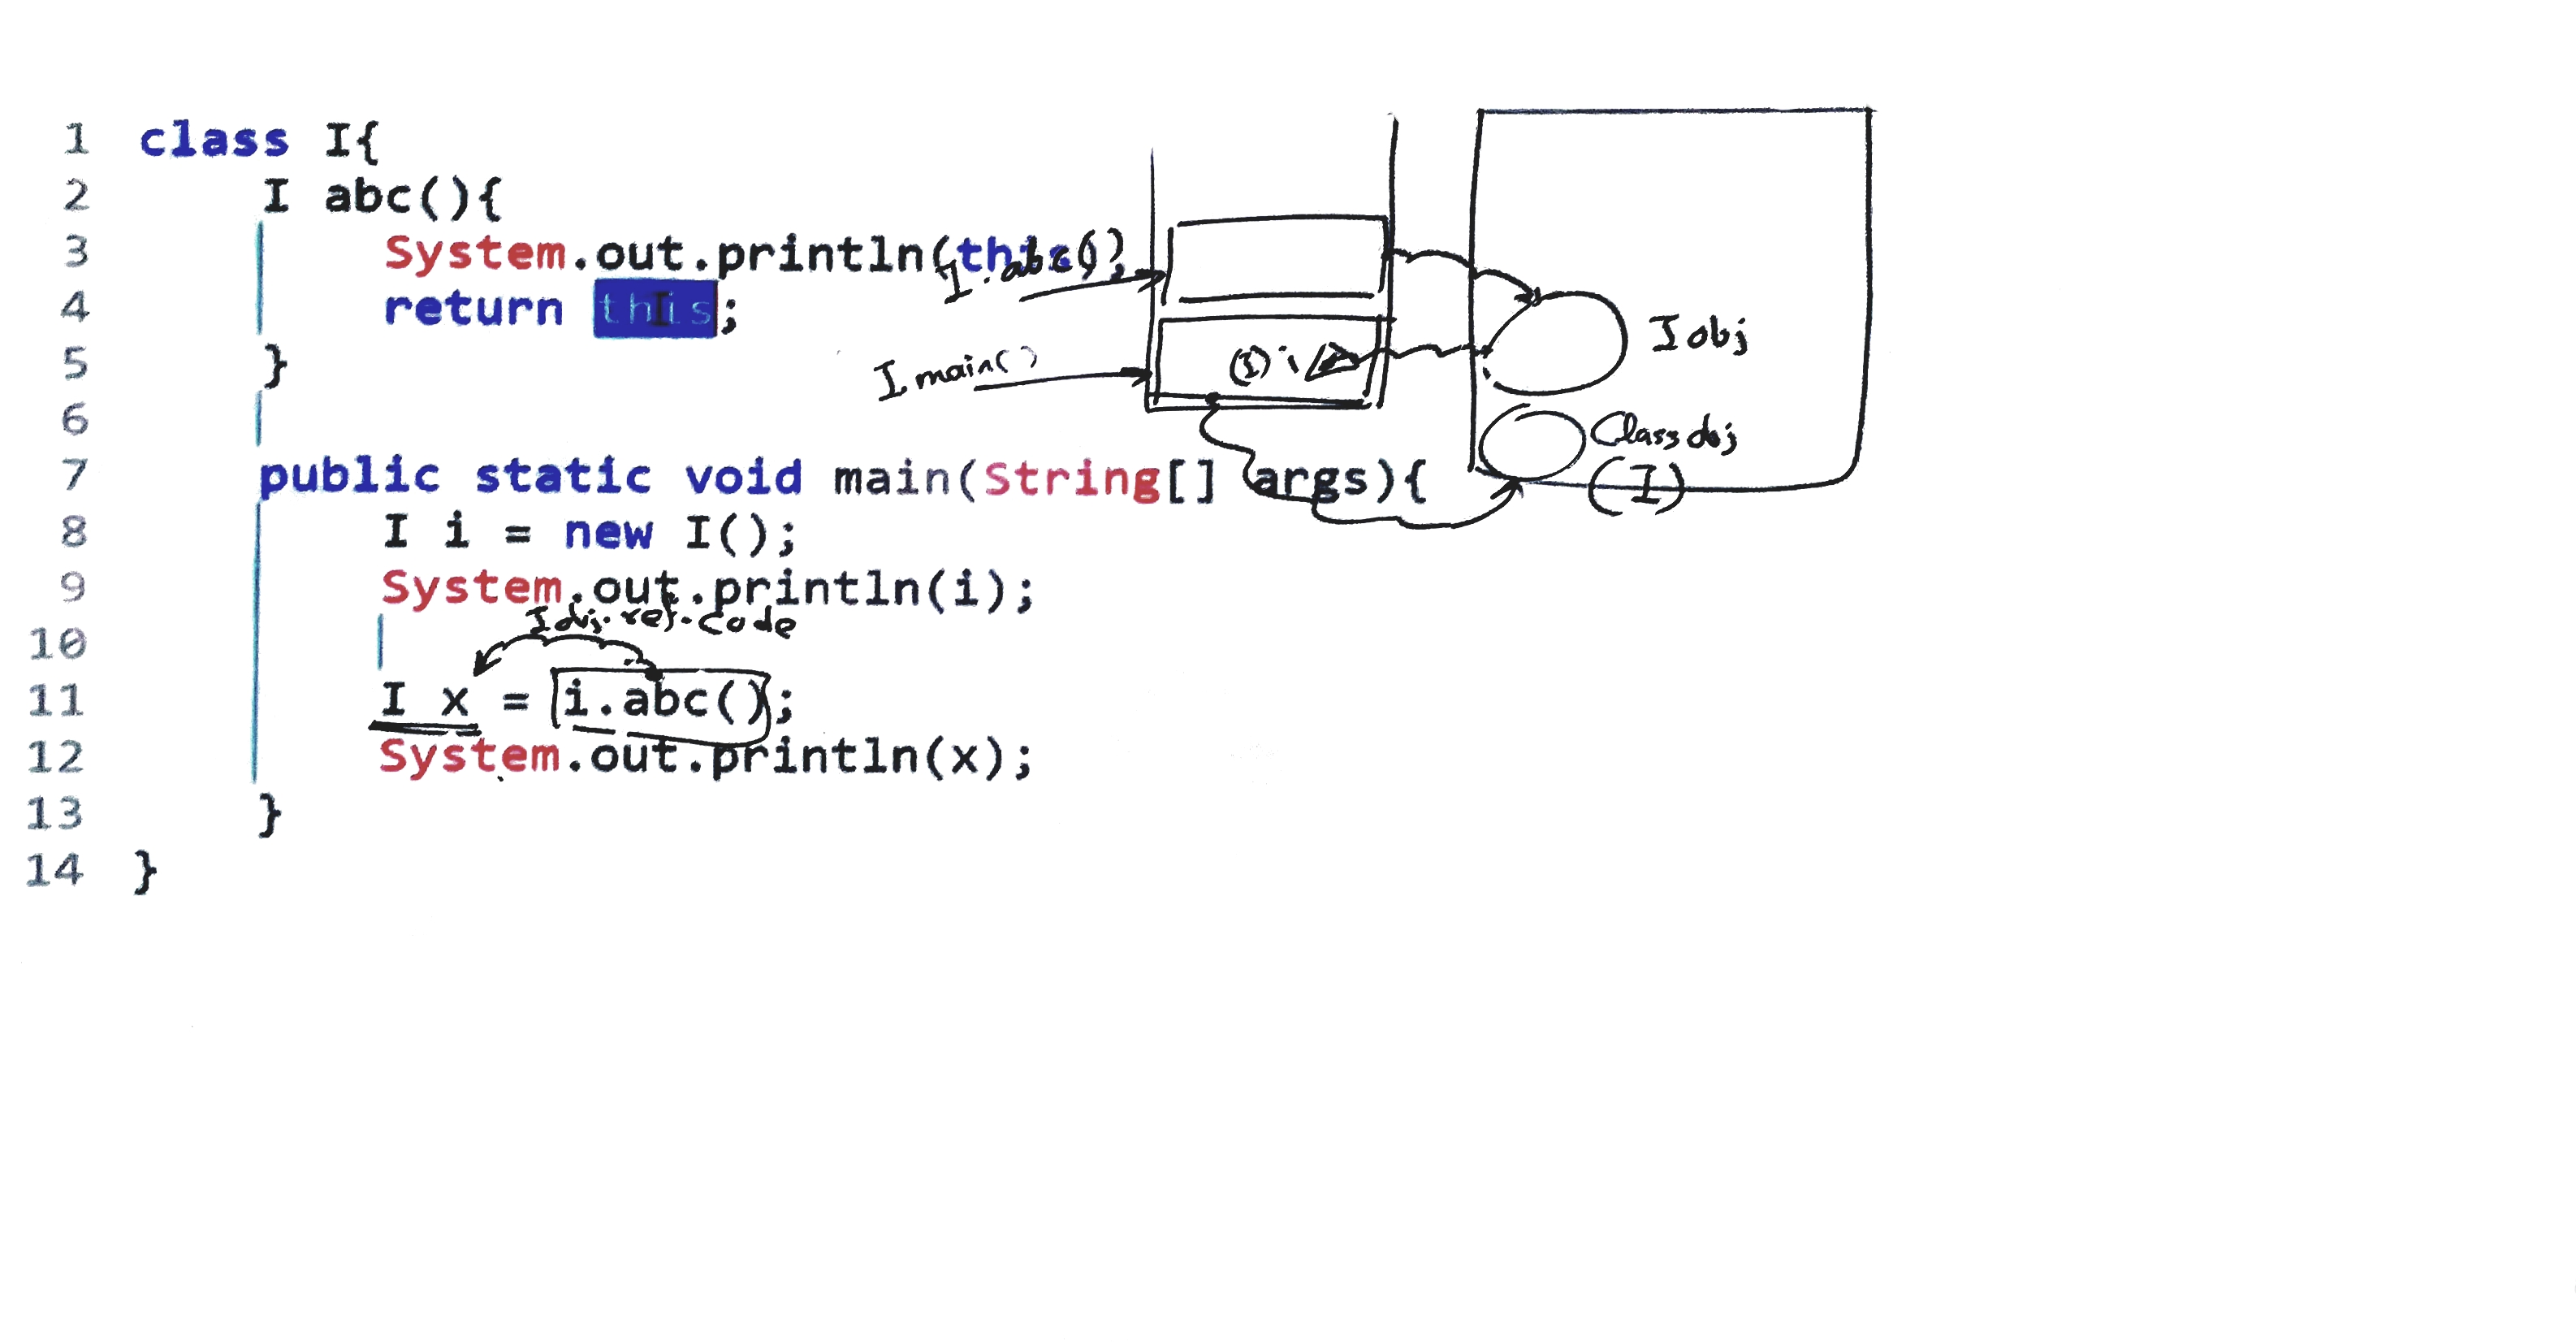 1 class I{
2 I abc(){
3 System.out.println(this);
I.abc()
4 return this;
I obj
5 }
I main()
(I) i
6
Class obj
(I)
7 public static void main(String[] args){
8 I i = new I();
9 System.out.println(i);
I obj. ref. code
10
11 I x = i.abc();
12 System.out.println(x);
13 }
14 }